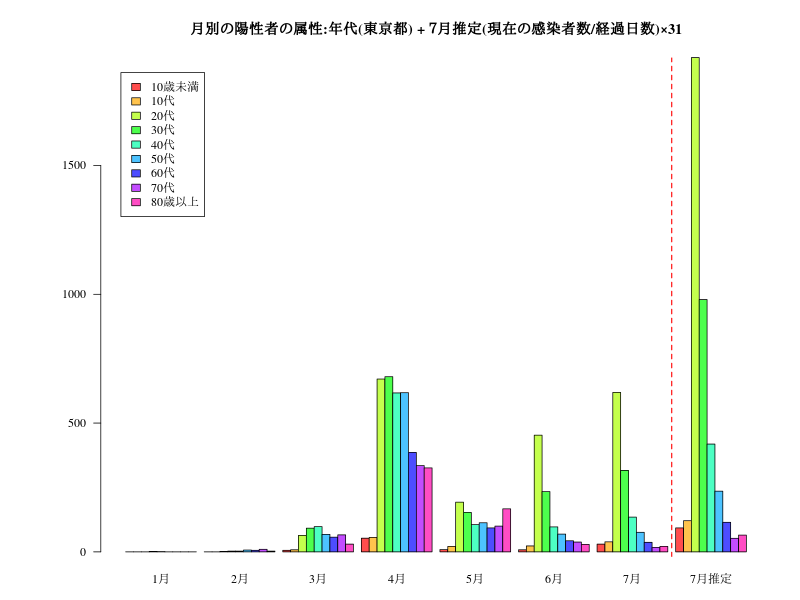 月別の陽性者の属性:年代(東京都) + 7月推定(現在の感染者数/経過日数)×31
10歳未満
10代
20代
30代
40代
50代
60代
70代
80歳以上
1500
1000
500
0
1月 2月 3月 4月 5月 6月 7月 7月推定